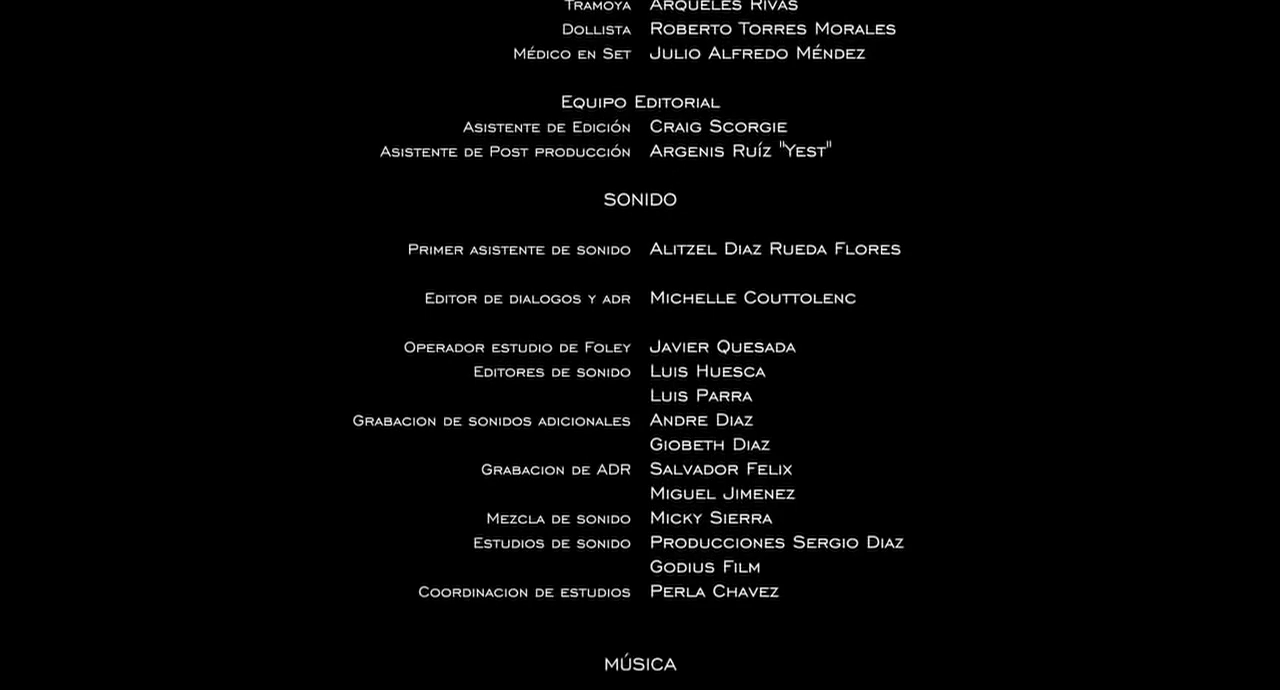 Tramoya Arqueles Rivas
Dollista Roberto Torres Morales
Médico en Set Julio Alfredo Méndez
Equipo Editorial
Asistente de Edición Craig Scorgie
Asistente de Post producción Argenis Ruíz "Yest"
SONIDO
Primer asistente de sonido Alitzel Diaz Rueda Flores
Editor de dialogos y adr Michelle Couttolenc
Operador estudio de Foley Javier Quesada
Editores de sonido Luis Huesca
Luis Parra
Grabacion de sonidos adicionales Andre Diaz
Giobeth Diaz
Grabacion de ADR Salvador Felix
Miguel Jimenez
Mezcla de sonido Micky Sierra
Estudios de sonido Producciones Sergio Diaz
Godius Film
Coordinacion de estudios Perla Chavez
MÚSICA